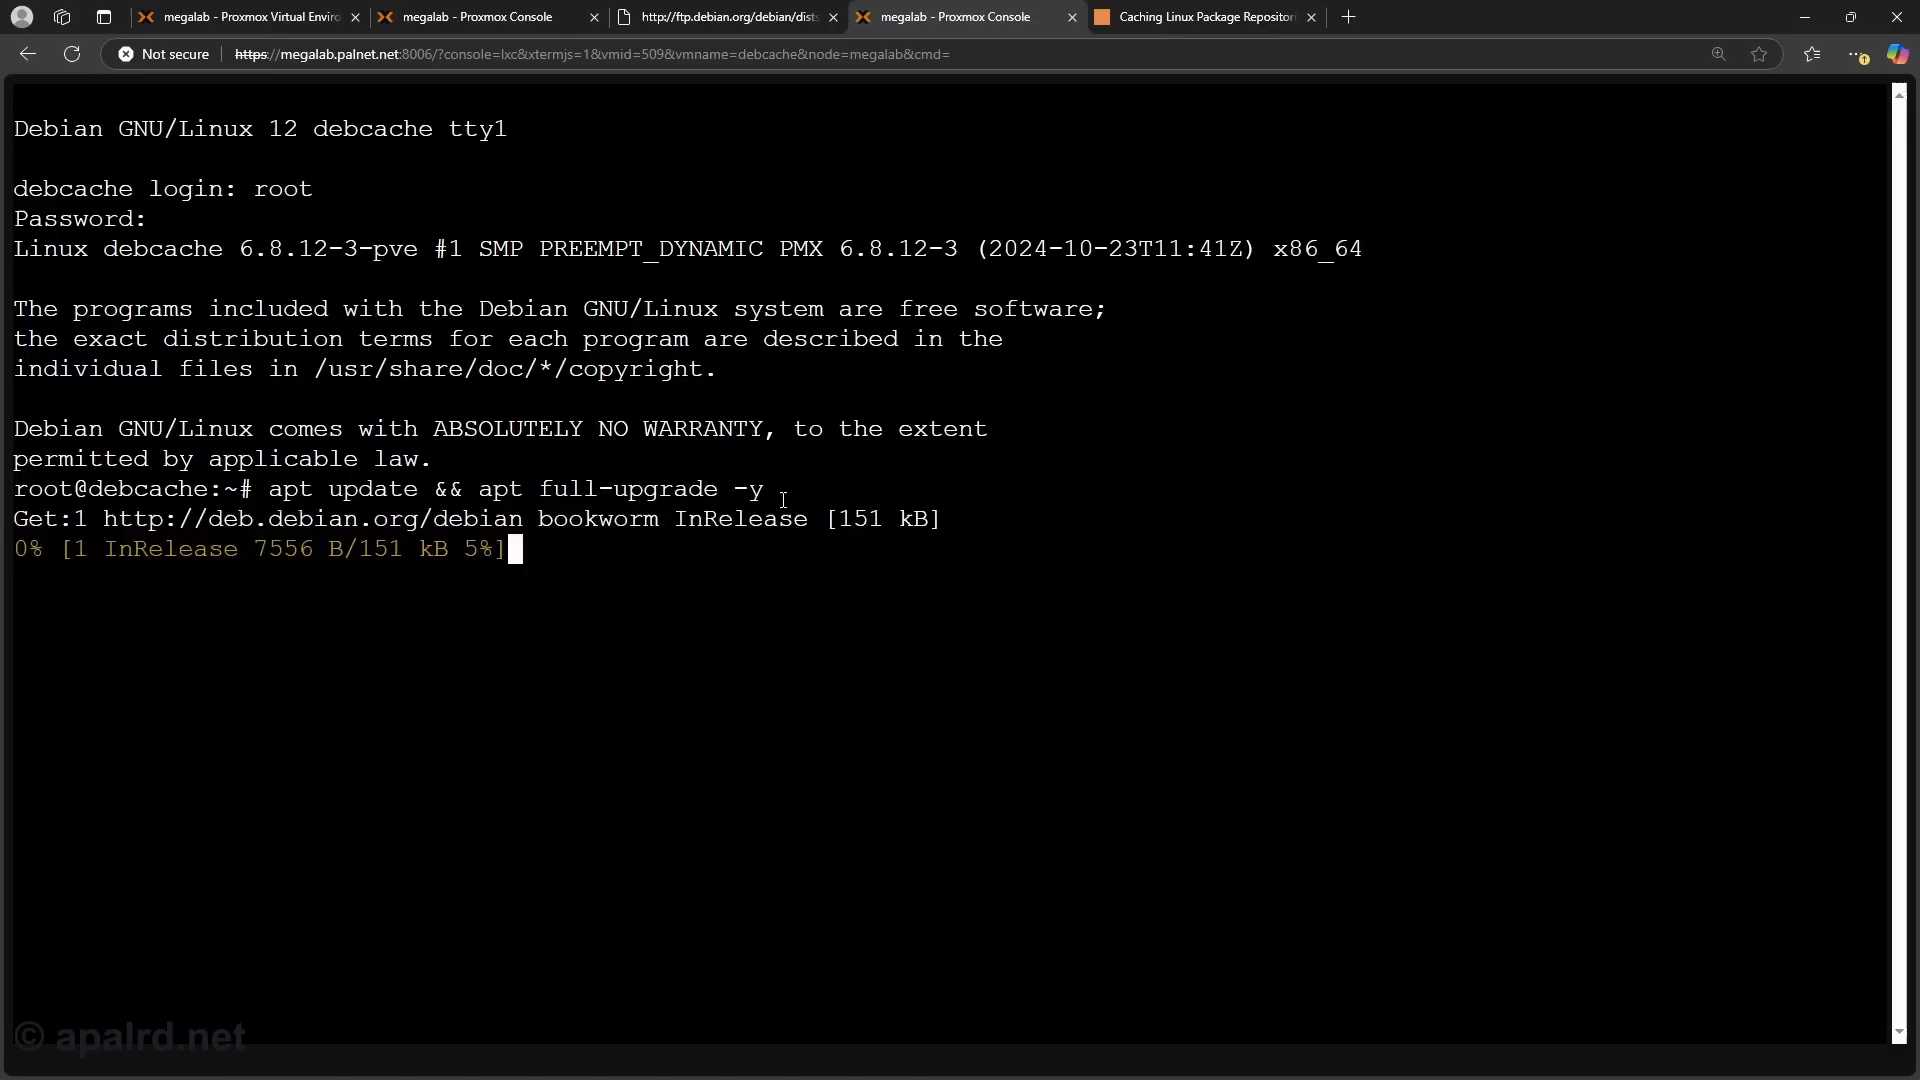 megalab - Proxmox Virtual Enviro
megalab - Proxmox Console
http://ftp.debian.org/debian/dists
megalab - Proxmox Console
Caching Linux Package Repositori
Not secure
https://megalab.palnet.net:8006/?console=lxc&xtermjs=1&vmid=509&vmname=debcache&node=megalab&cmd=
Debian GNU/Linux 12 debcache tty1
debcache login: root
Password:
Linux debcache 6.8.12-3-pve #1 SMP PREEMPT_DYNAMIC PMX 6.8.12-3 (2024-10-23T11:41Z) x86_64
The programs included with the Debian GNU/Linux system are free software;
the exact distribution terms for each program are described in the
individual files in /usr/share/doc/*/copyright.
Debian GNU/Linux comes with ABSOLUTELY NO WARRANTY, to the extent
permitted by applicable law.
root@debcache:~# apt update && apt full-upgrade -y
Get:1 http://deb.debian.org/debian bookworm InRelease [151 kB]
0% [1 InRelease 7556 B/151 kB 5%]
© apalrd.net